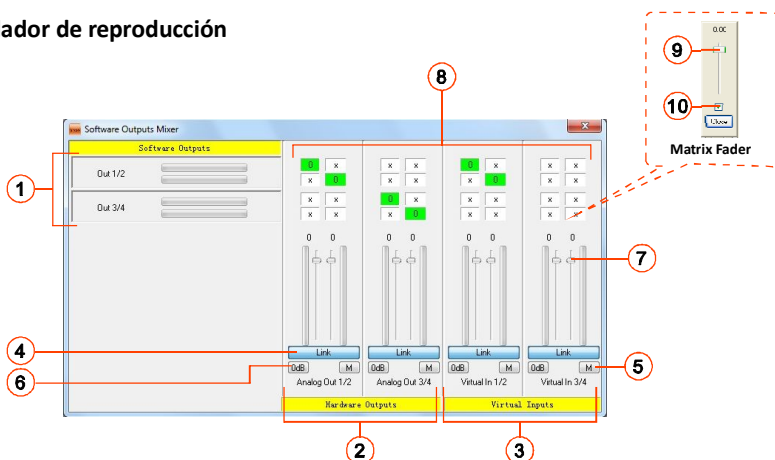 ador de reproducción
8
0.00
9
10
Close
Matrix Fader
Software Outputs Mixer
x
Software Outputs
1
Out 1/2
Out 3/4
0 x x x 0 x x x
x 0 x x x 0 x x
x x 0 x x x x x
x x x 0 x x x x
0 0 0 0 0 0 0 0
7
4
Link Link Link Link
6
0dB M 0dB M 0dB M 0dB M
5
Analog Out 1/2 Analog Out 3/4 Virtual In 1/2 Virtual In 3/4
Hardware Outputs Virtual Inputs
2 3